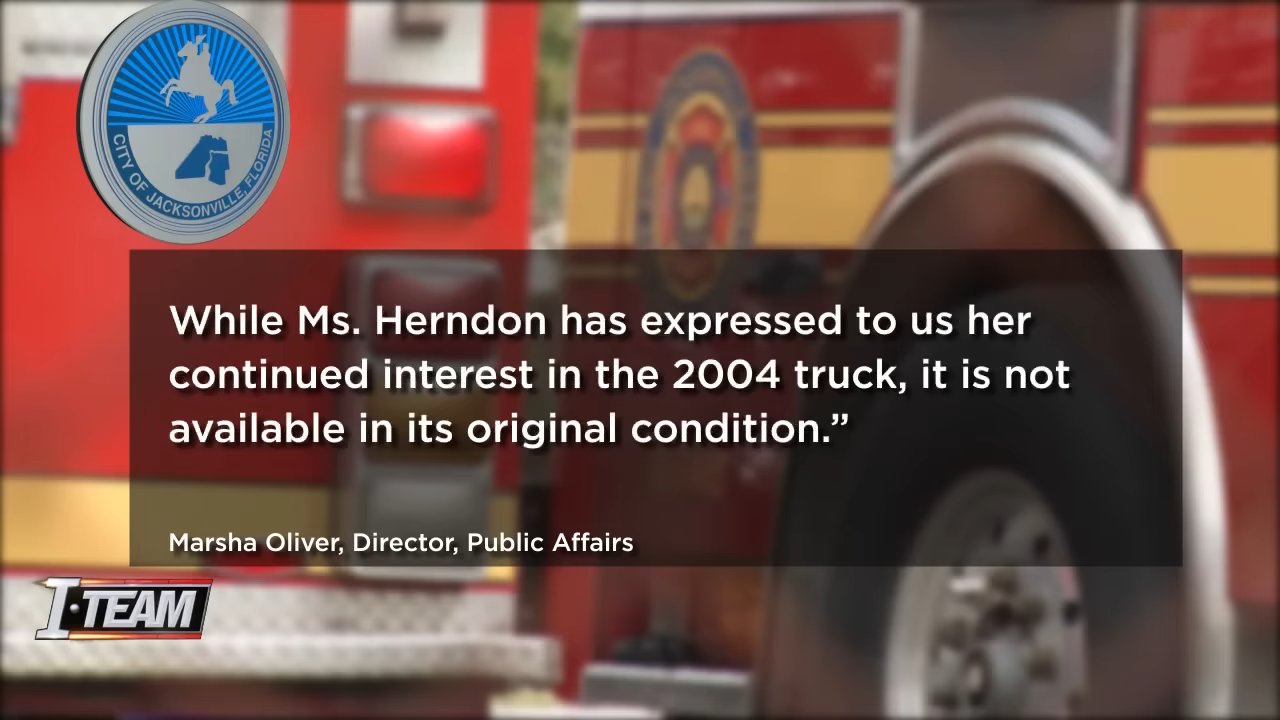 CITY OF JACKSONVILLE, FLORIDA
While Ms. Herndon has expressed to us her
continued interest in the 2004 truck, it is not
available in its original condition.”
Marsha Oliver, Director, Public Affairs
I·TEAM